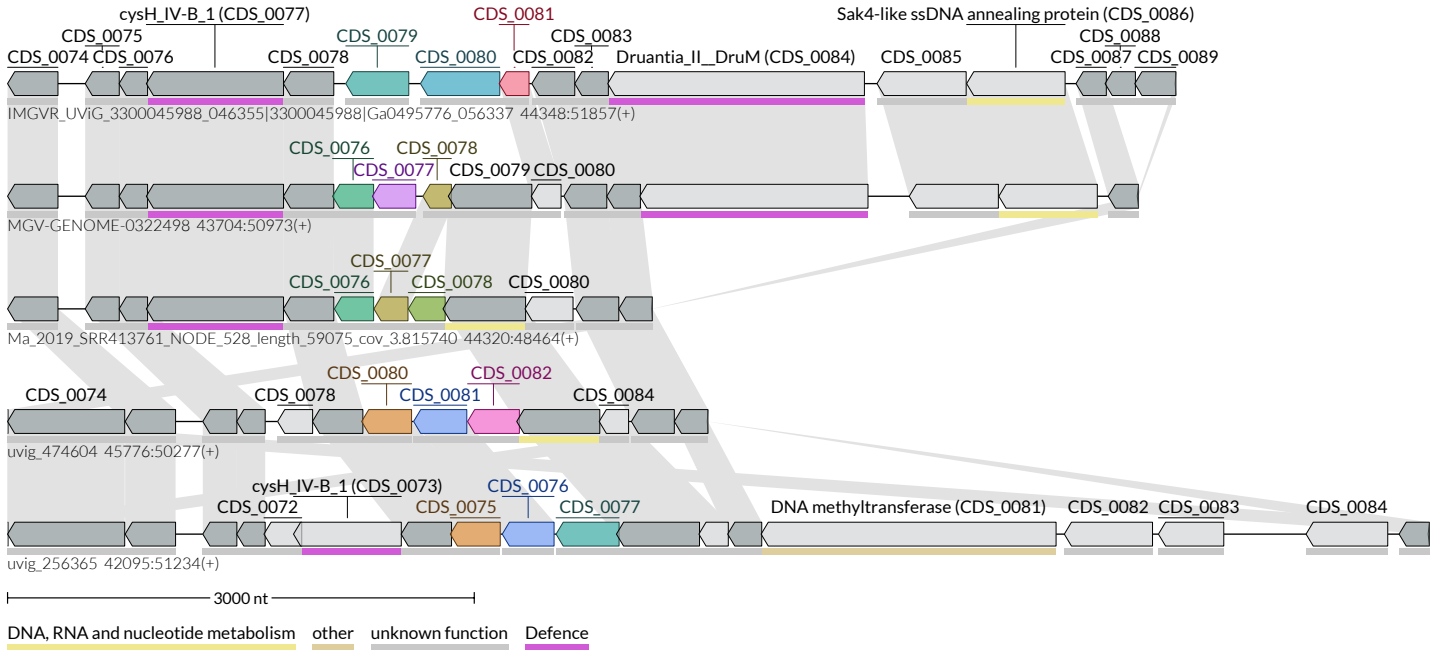 cysH_IV-B_1 (CDS_0077) CDS_0081 Sak4-like ssDNA annealing protein (CDS_0086)
CDS_0075 CDS_0079 CDS_0083 CDS_0088
CDS_0074 CDS_0076 CDS_0078 CDS_0080 CDS_0082 Druantia_II__DruM (CDS_0084) CDS_0085 CDS_0087 CDS_0089
IMGVR_UViG_3300045988_046355|3300045988|Ga0495776_056337 44348:51857(+)
CDS_0076 CDS_0078
CDS_0077 CDS_0079 CDS_0080
MGV-GENOME-0322498 43704:50973(+)
CDS_0077
CDS_0076 CDS_0078 CDS_0080
Ma_2019_SRR413761_NODE_528_length_59075_cov_3.815740 44320:48464(+)
CDS_0080 CDS_0082
CDS_0074 CDS_0078 CDS_0081 CDS_0084
uvig_474604 45776:50277(+)
cysH_IV-B_1 (CDS_0073) CDS_0076
CDS_0072 CDS_0075 CDS_0077 DNA methyltransferase (CDS_0081) CDS_0082 CDS_0083 CDS_0084
uvig_256365 42095:51234(+)
3000 nt
DNA, RNA and nucleotide metabolism other unknown function Defence